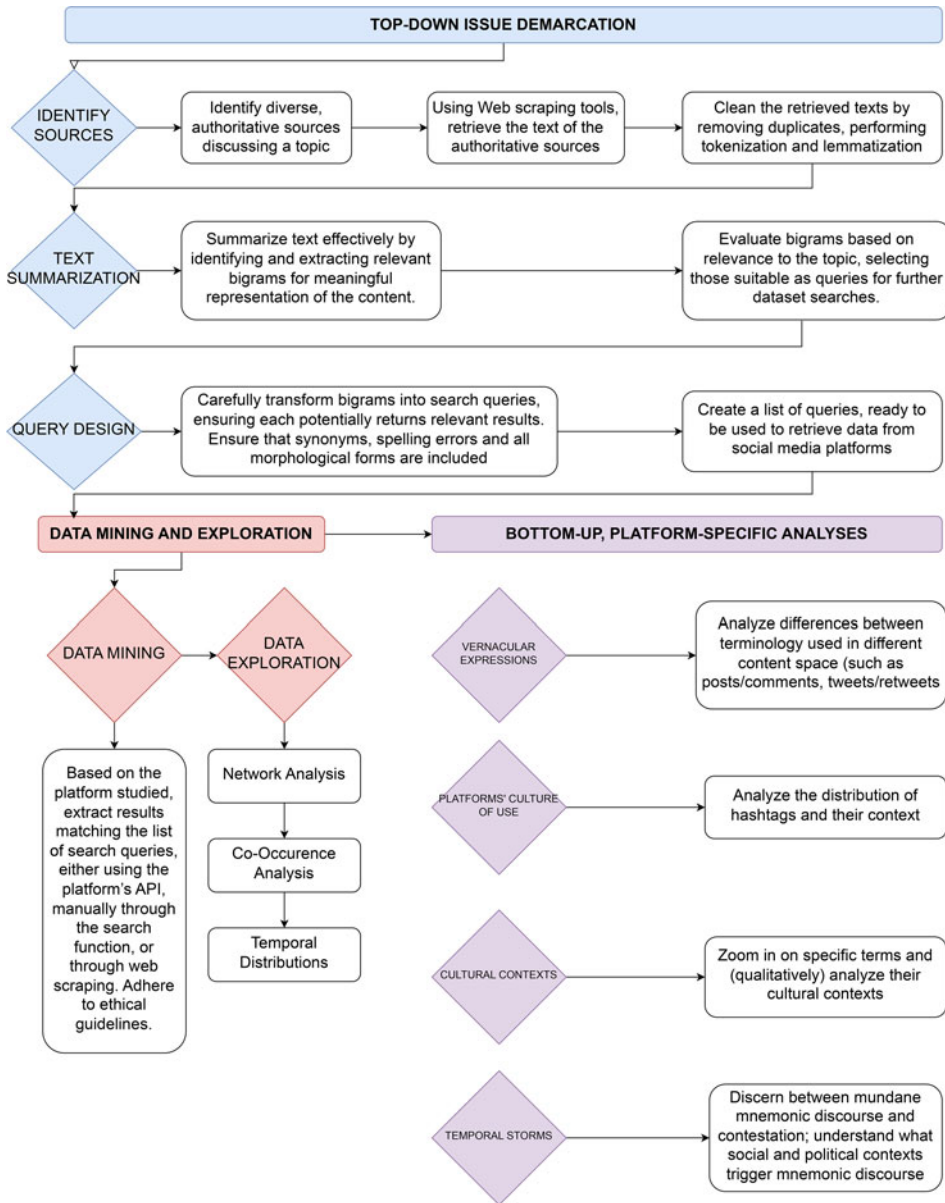 TOP-DOWN ISSUE DEMARCATION
IDENTIFY
SOURCES
Identify diverse,
authoritative sources
discussing a topic
Using Web scraping tools,
retrieve the text of the
authoritative sources
Clean the retrieved texts by
removing duplicates, performing
tokenization and lemmatization
TEXT
SUMMARIZATION
Summarize text effectively by
identifying and extracting relevant
bigrams for meaningful
representation of the content.
Evaluate bigrams based on
relevance to the topic, selecting
those suitable as queries for further
dataset searches.
QUERY DESIGN
Carefully transform bigrams into search queries,
ensuring each potentially returns relevant results.
Ensure that synonyms, spelling errors and all
morphological forms are included
Create a list of queries, ready to
be used to retrieve data from
social media platforms
DATA MINING AND EXPLORATION
BOTTOM-UP, PLATFORM-SPECIFIC ANALYSES
DATA MINING
DATA
EXPLORATION
Based on the
platform studied,
extract results
matching the list
of search queries,
either using the
platform's API,
manually through
the search
function, or
through web
scraping. Adhere
to ethical
guidelines.
Network Analysis
Co-Occurence
Analysis
Temporal
Distributions
VERNACULAR
EXPRESSIONS
Analyze differences between
terminology used in different
content space (such as
posts/comments, tweets/retweets
PLATFORMS' CULTURE
OF USE
Analyze the distribution of
hashtags and their context
CULTURAL CONTEXTS
Zoom in on specific terms and
(qualitatively) analyze their
cultural contexts
TEMPORAL STORMS
Discern between mundane
mnemonic discourse and
contestation; understand what
social and political contexts
trigger mnemonic discourse